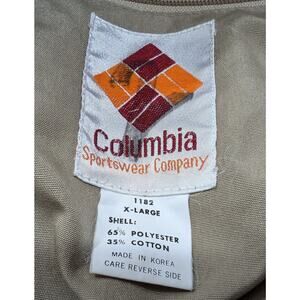 Columbia
Sportswear Company
1182
X-LARGE
SHELL:
65% POLYESTER
35% COTTON
MADE IN KOREA
CARE REVERSE SIDE